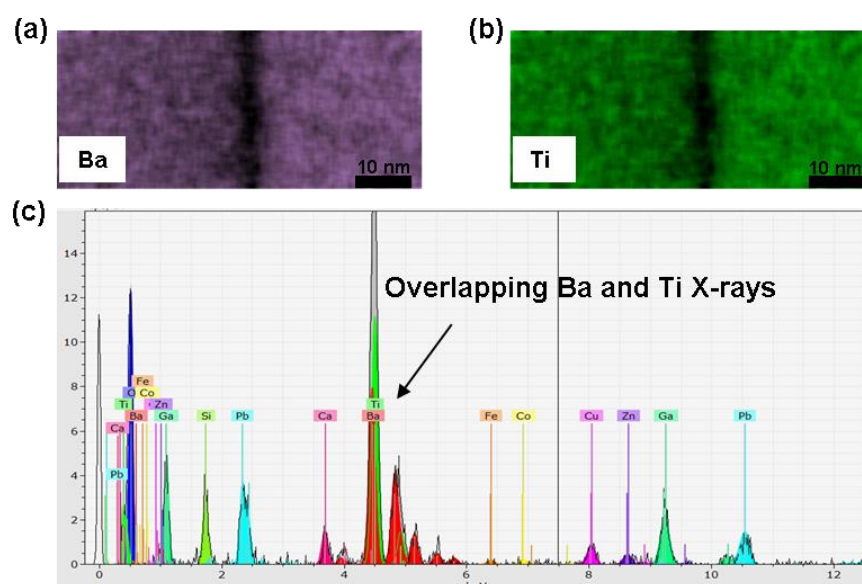 (a) (b)
Ba Ti
10 nm 10 nm
(c)
14
12
10
8
6
4
2
0
Overlapping Ba and Ti X-rays
Fe
Co
Ti Zn
Ba Ga Si Pb Ca Ti Ba Fe Co Cu Zn Ga Pb
Ca
Pb
0 2 4 6 8 10 12